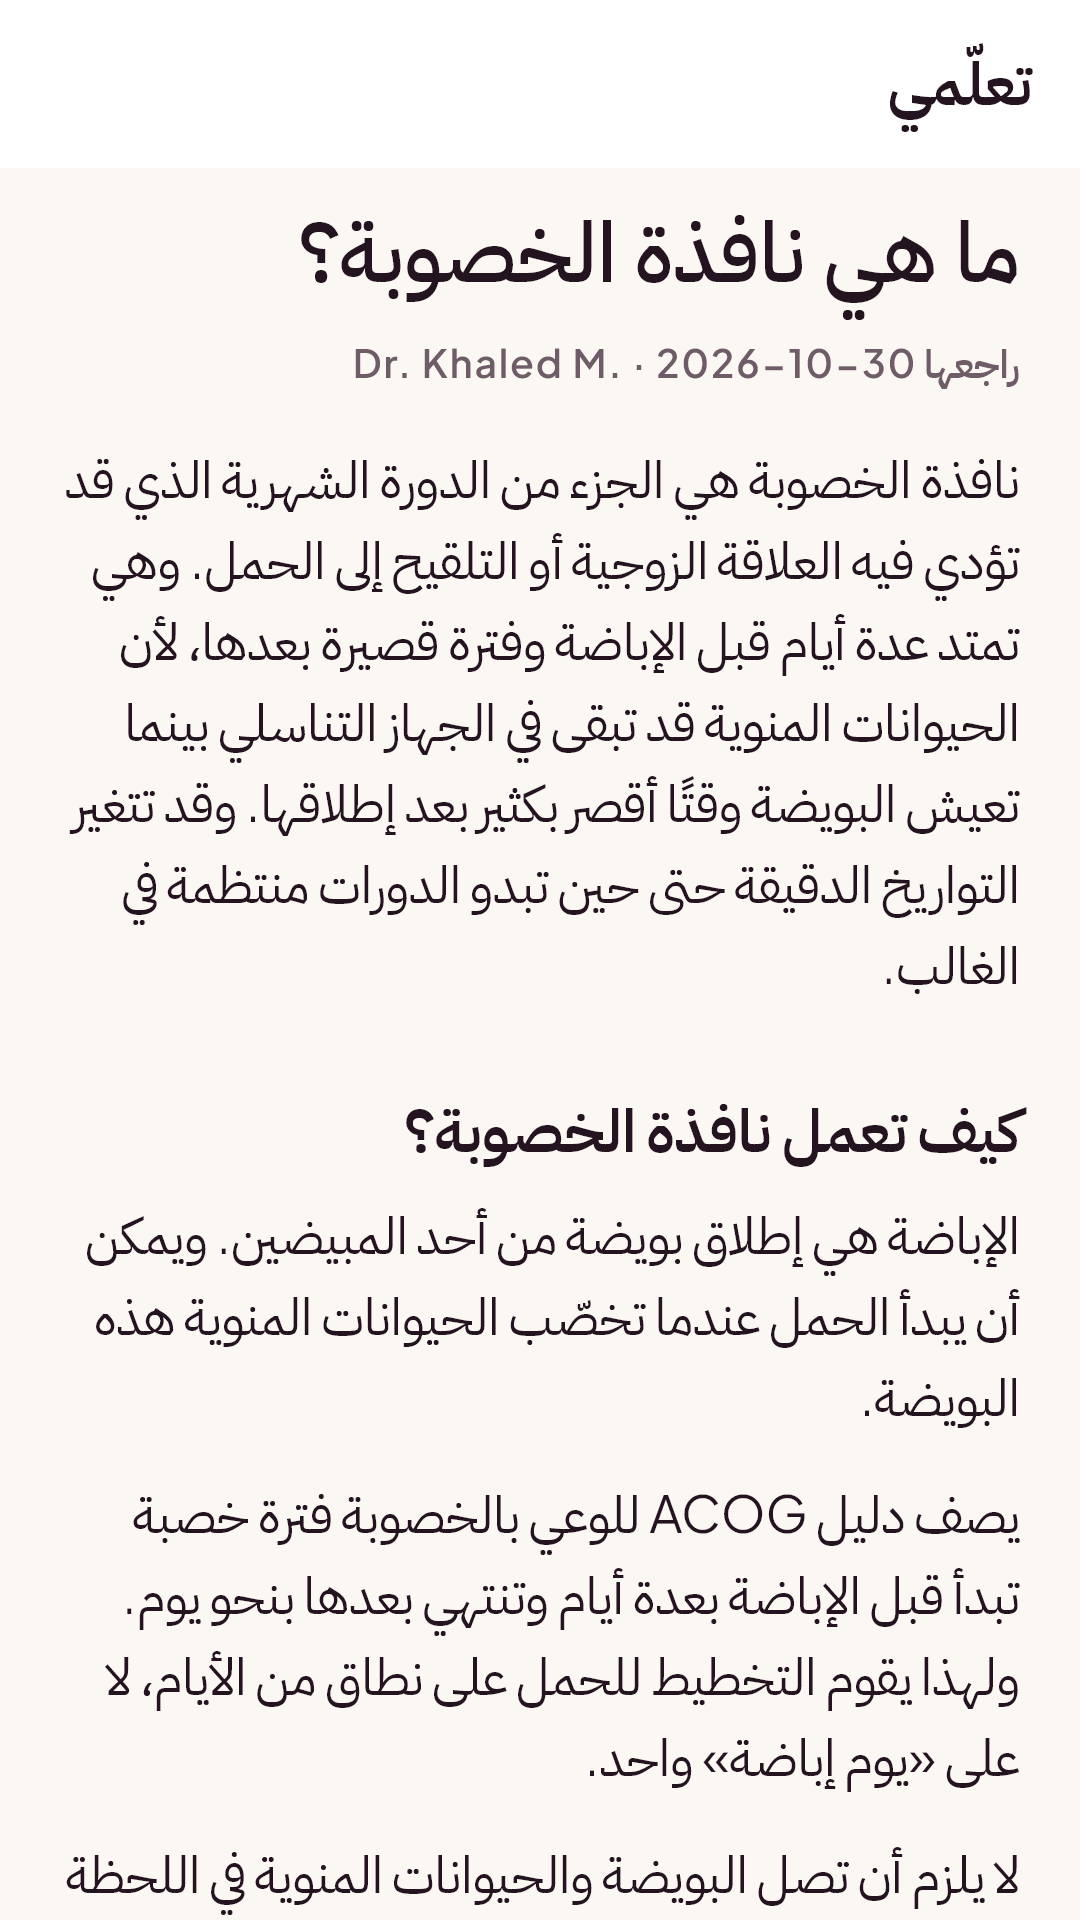 تعلّمي
ما هي نافذة الخصوبة؟
راجعها Dr. Khaled M. · 2026-10-30
نافذة الخصوبة هي الجزء من الدورة الشهرية الذي قد
تؤدي فيه العلاقة الزوجية أو التلقيح إلى الحمل. وهي
تمتد عدة أيام قبل الإباضة وفترة قصيرة بعدها، لأن
الحيوانات المنوية قد تبقى في الجهاز التناسلي بينما
تعيش البويضة وقتًا أقصر بكثير بعد إطلاقها. وقد تتغير
التواريخ الدقيقة حتى حين تبدو الدورات منتظمة في
الغالب.
كيف تعمل نافذة الخصوبة؟
الإباضة هي إطلاق بويضة من أحد المبيضين. ويمكن
أن يبدأ الحمل عندما تخصّب الحيوانات المنوية هذه
البويضة.
يصف دليل ACOG للوعي بالخصوبة فترة خصبة
تبدأ قبل الإباضة بعدة أيام وتنتهي بعدها بنحو يوم.
ولهذا يقوم التخطيط للحمل على نطاق من الأيام، لا
على «يوم إباضة» واحد.
لا يلزم أن تصل البويضة والحيوانات المنوية في اللحظة